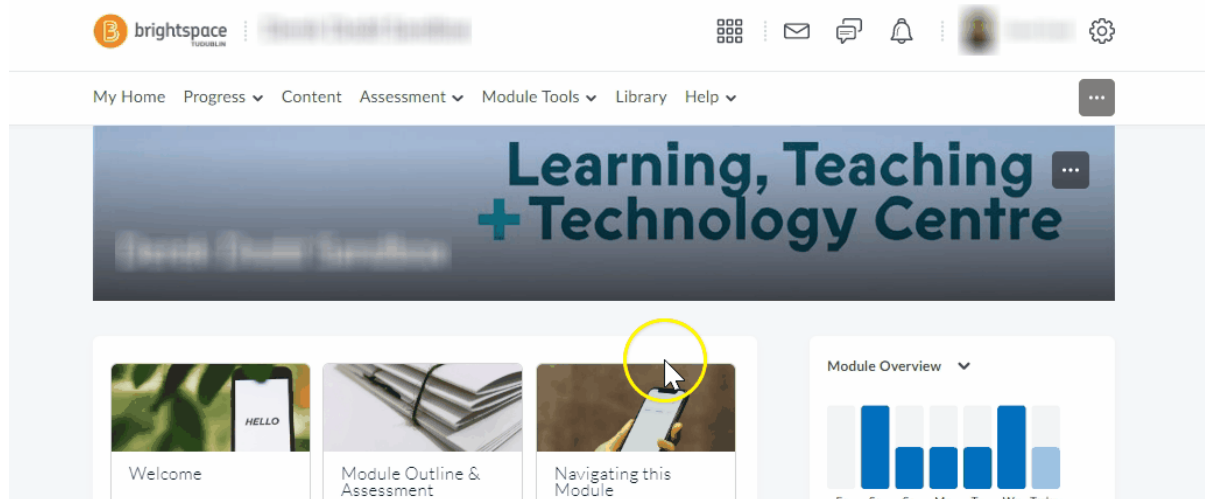 brightspace
TUDUBLIN
My Home Progress Content Assessment Module Tools Library Help
Learning, Teaching
+Technology Centre
Module Overview
HELLO
Welcome
Module Outline &
Assessment
Navigating this
Module